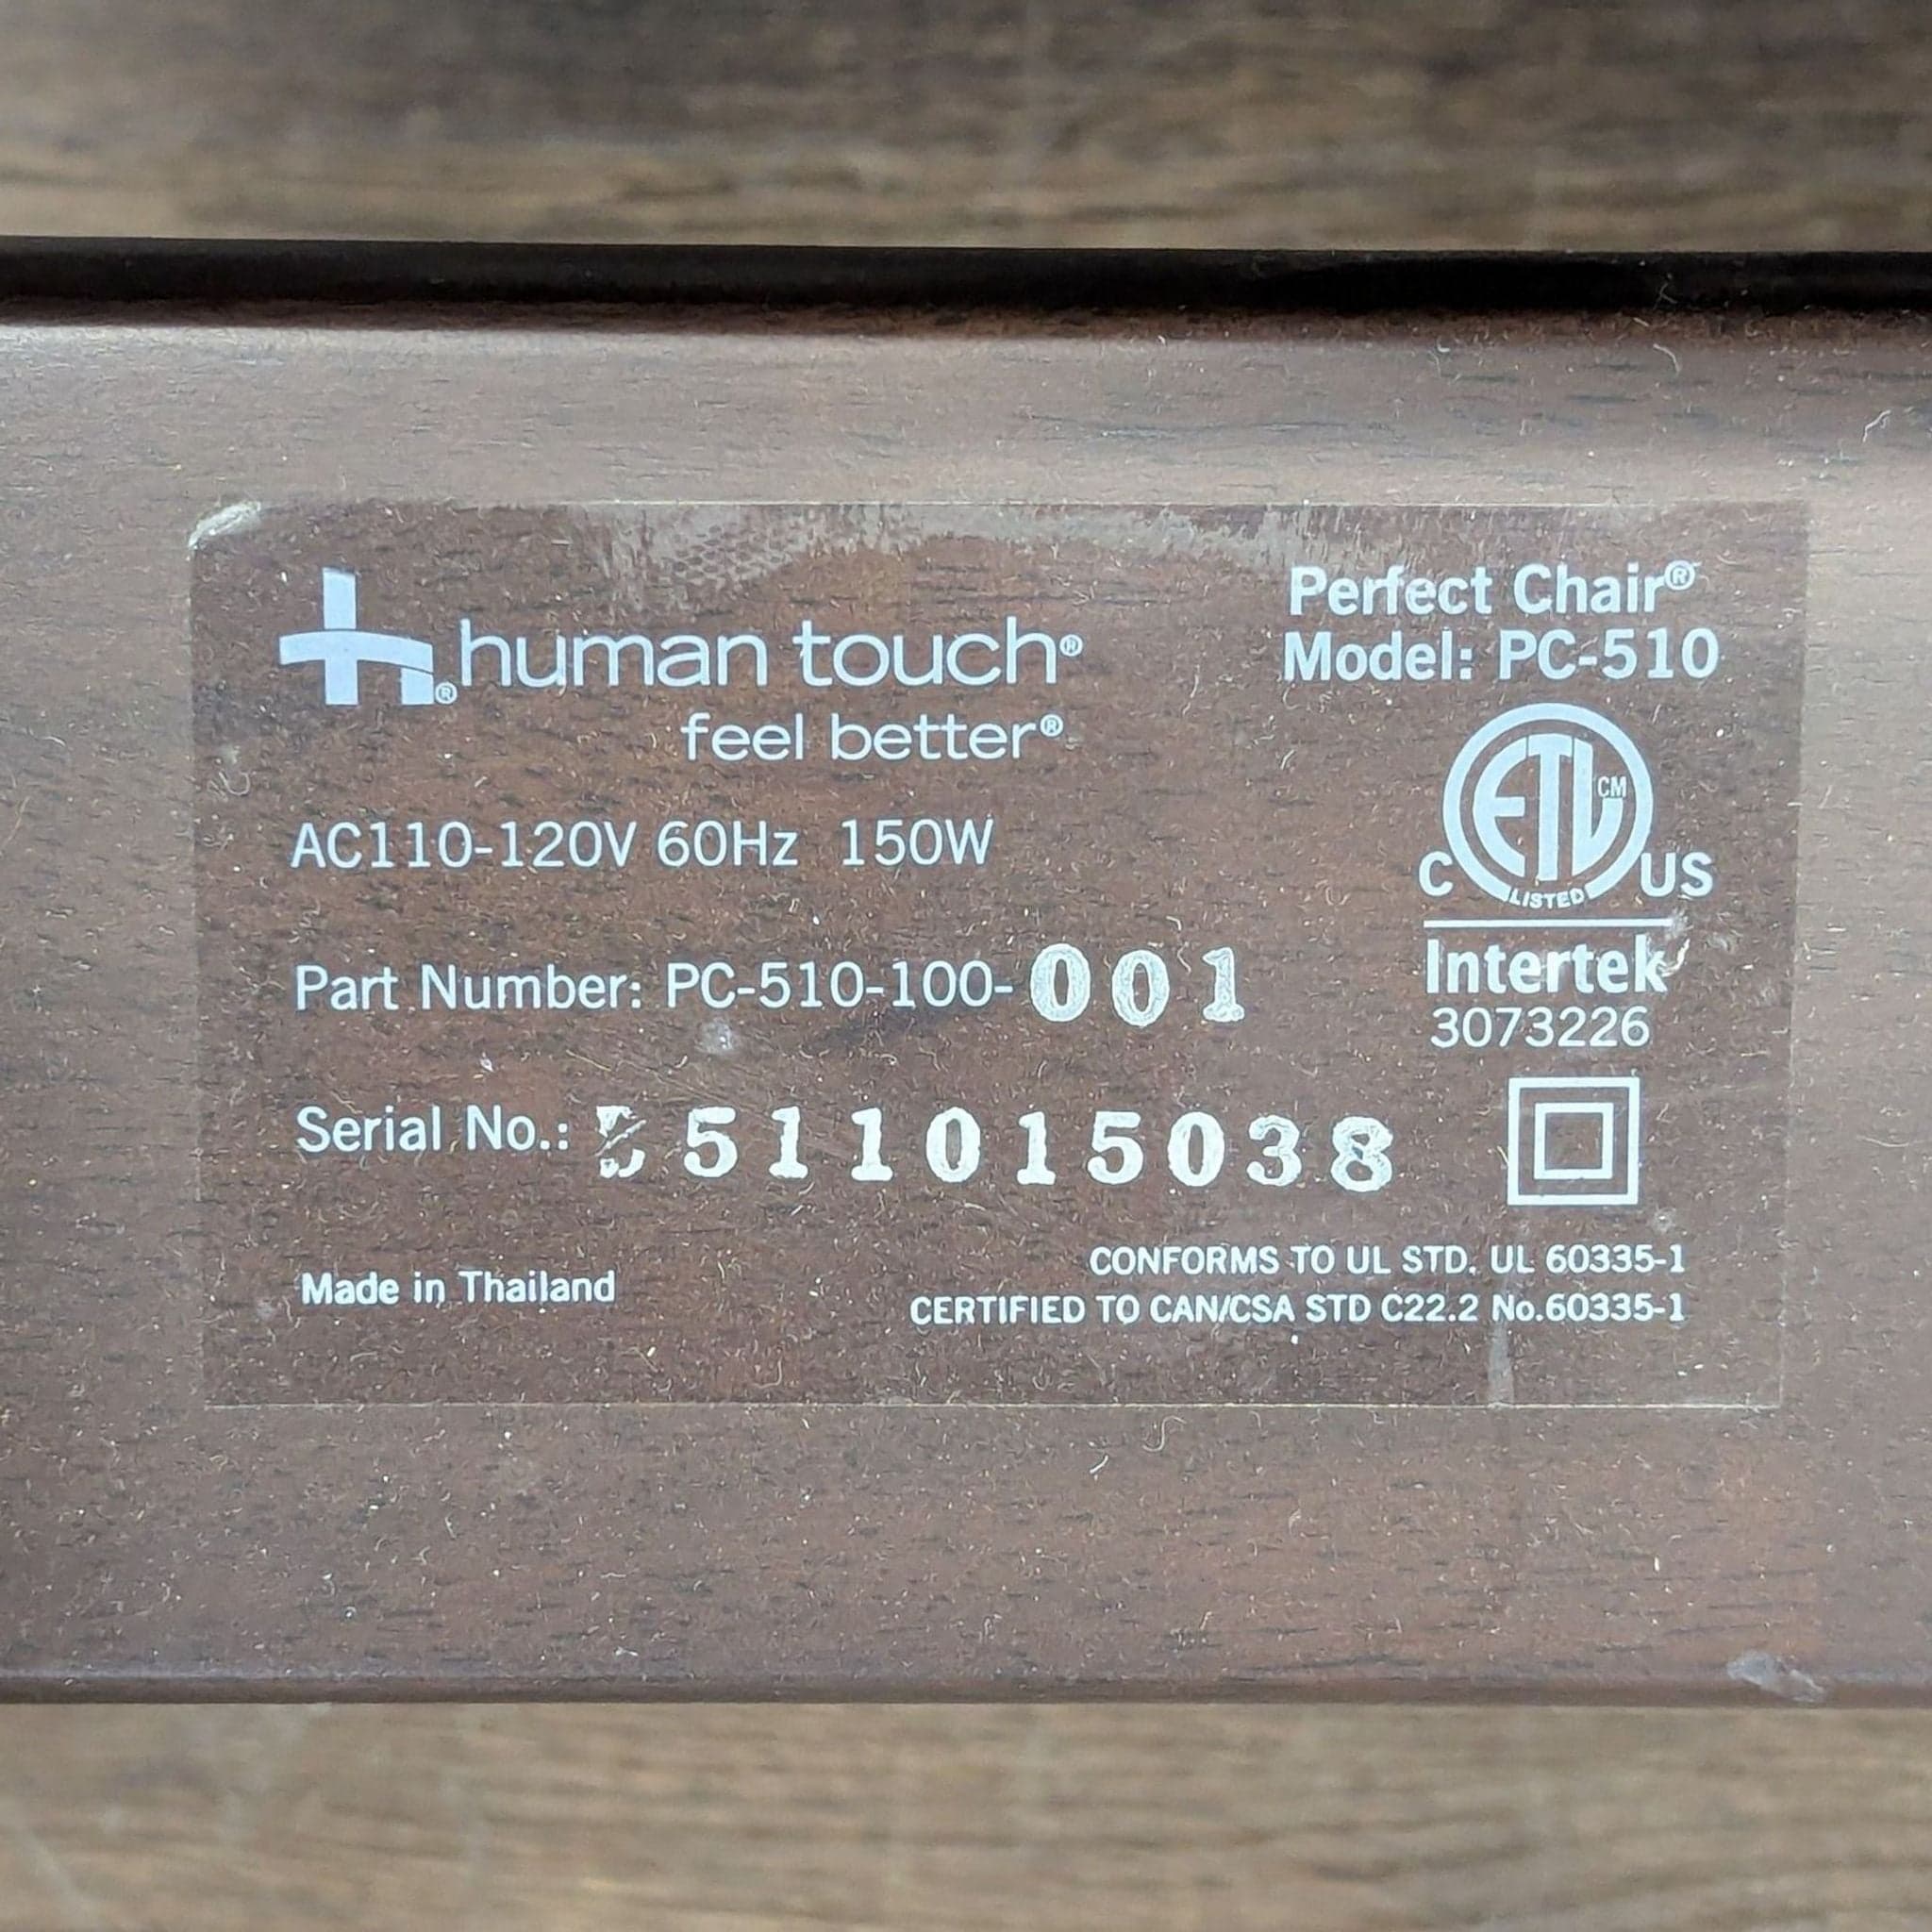 human touch®
feel better®
Perfect Chair®
Model: PC-510
AC110-120V 60Hz 150W
ETL CM
C US
LISTED
Intertek
3073226
Part Number: PC-510-100-001
Serial No.: 511015038
Made in Thailand
CONFORMS TO UL STD. UL 60335-1
CERTIFIED TO CAN/CSA STD C22.2 No.60335-1